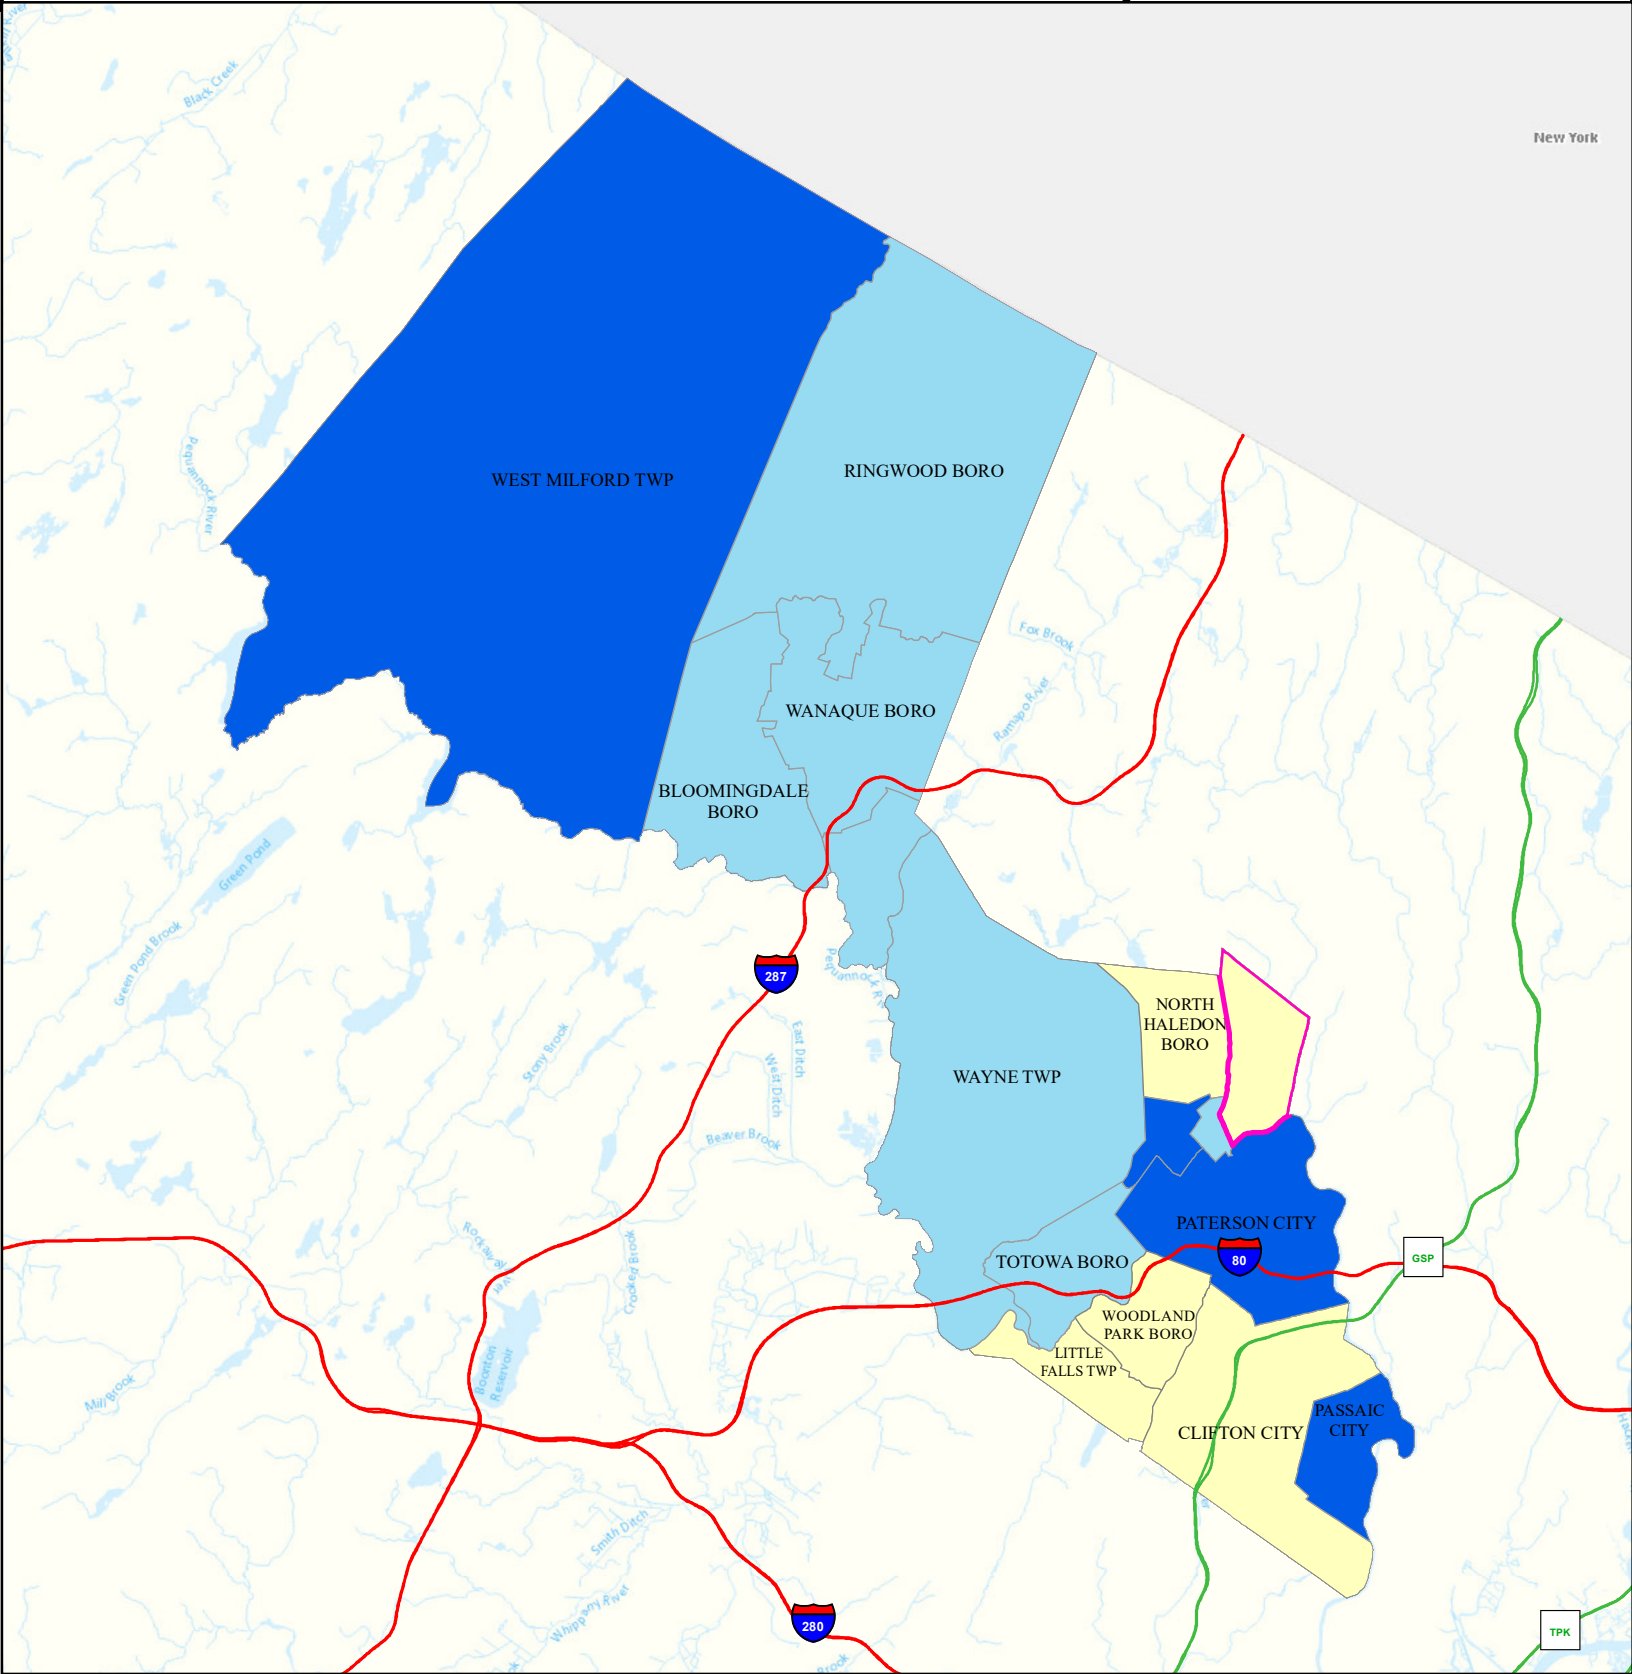 Black Creek
New York
Pequannock River
WEST MILFORD TWP
RINGWOOD BORO
Fox Brook
Ramapo River
WANAQUE BORO
BLOOMINGDALE
BORO
Green Pond
Green Pond Brook
287
Pequannock
NORTH
HALEDON
BORO
Stony Brook
East Ditch
West Ditch
WAYNE TWP
Beaver Brook
PATERSON CITY
Rockaway
Crooked Brook
TOTOWA BORO
80
GSP
WOODLAND
PARK BORO
LITTLE
FALLS TWP
Boonton
Reservoir
Mill Brook
PASSAIC
CITY
CLIFTON CITY
Smith Ditch
Whippany River
280
TPK
Brook